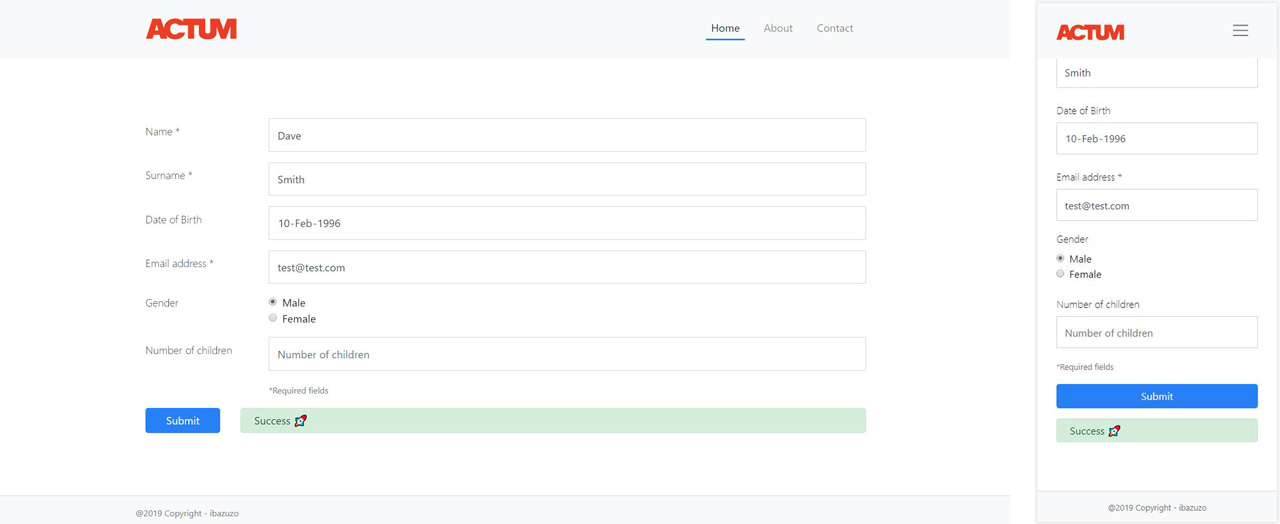 ACTUM
Home About Contact
Name *
Dave
Surname *
Smith
Date of Birth
10-Feb-1996
Email address *
test@test.com
Gender
Male
Female
Number of children
Number of children
*Required fields
Submit
Success 🚀
@2019 Copyright - ibazuzo
ACTUM
Smith
Date of Birth
10-Feb-1996
Email address *
test@test.com
Gender
Male
Female
Number of children
Number of children
*Required fields
Submit
Success 🚀
@2019 Copyright - ibazuzo